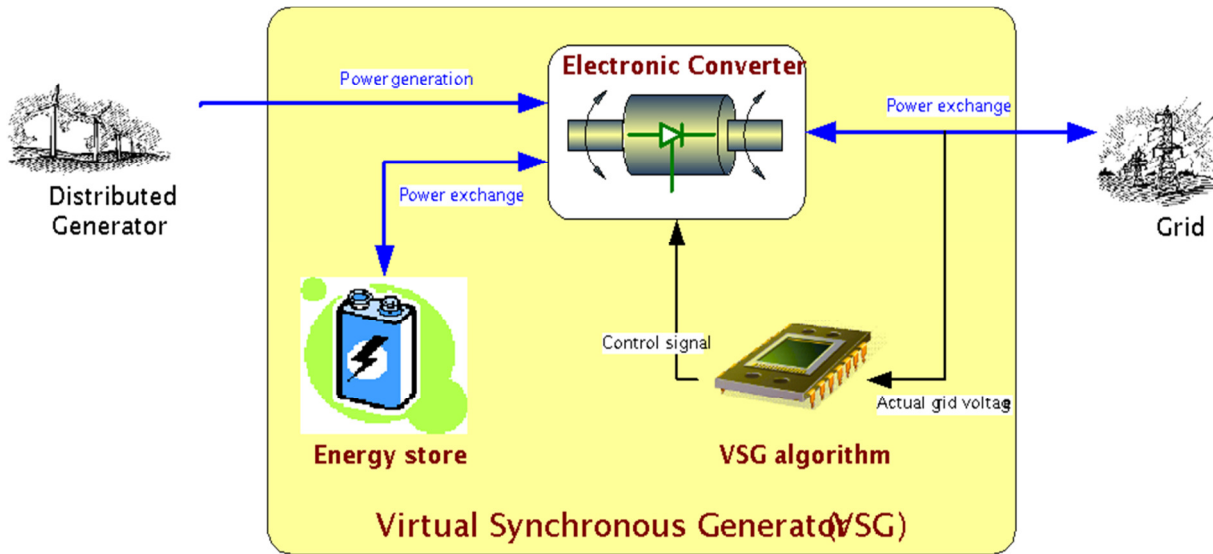 Electronic Converter
Power generation
Power exchange
Distributed
Generator
Power exchange
Grid
Control signal
Actual grid voltage
Energy store
VSG algorithm
Virtual Synchronous Generator (VSG)